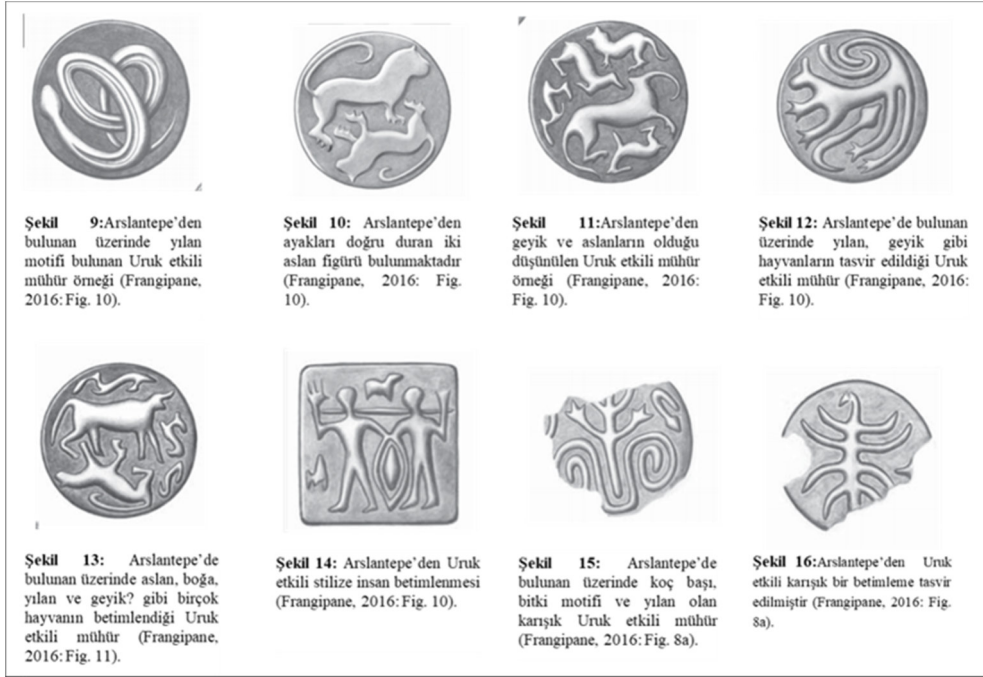 Şekil 9:Arslantepe’den
bulunan üzerinde yılan
motifi bulunan Uruk etkili
mühür örneği (Frangipane,
2016: Fig. 10).
Şekil 10: Arslantepe’den
ayakları doğru duran iki
aslan figürü bulunmaktadır
(Frangipane, 2016: Fig.
10).
Şekil 11:Arslantepe’den
geyik ve aslanların olduğu
düşünülen Uruk etkili mühür
örneği (Frangipane, 2016:
Fig. 10).
Şekil 12: Arslantepe’de bulunan
üzerinde yılan, geyik gibi
hayvanların tasvir edildiği Uruk
etkili mühür (Frangipane, 2016:
Fig. 10).
Şekil 13: Arslantepe’de
bulunan üzerinde aslan, boğa,
yılan ve geyik? gibi birçok
hayvanın betimlendiği Uruk
etkili mühür (Frangipane,
2016: Fig. 11).
Şekil 14: Arslantepe’den Uruk
etkili stilize insan betimlenmesi
(Frangipane, 2016: Fig. 10).
Şekil 15: Arslantepe’de
bulunan üzerinde koç başı,
bitki motifi ve yılan olan
karışık Uruk etkili mühür
(Frangipane, 2016: Fig. 8a).
Şekil 16:Arslantepe’den Uruk
etkili karışık bir betimleme tasvir
edilmiştir (Frangipane, 2016: Fig.
8a).